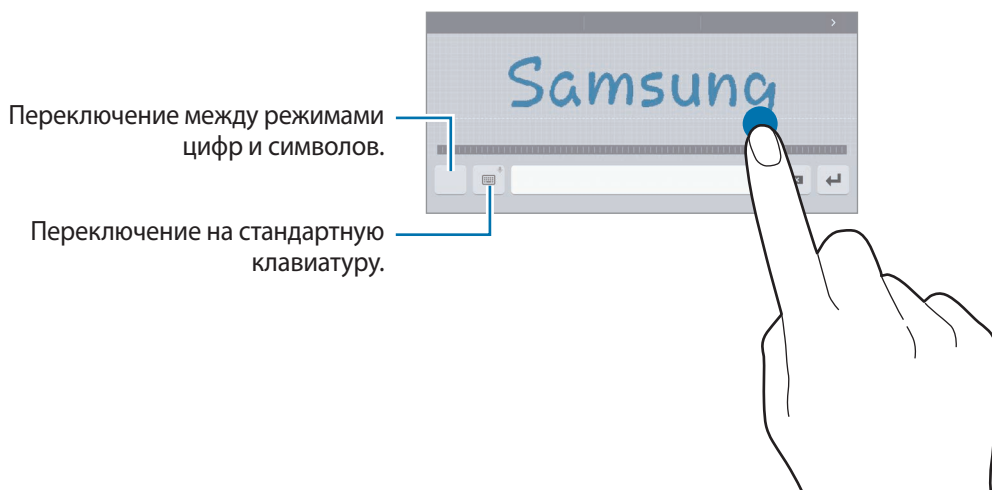 Samsung
Переключение между режимами
цифр и символов.
Переключение на стандартную
клавиатуру.